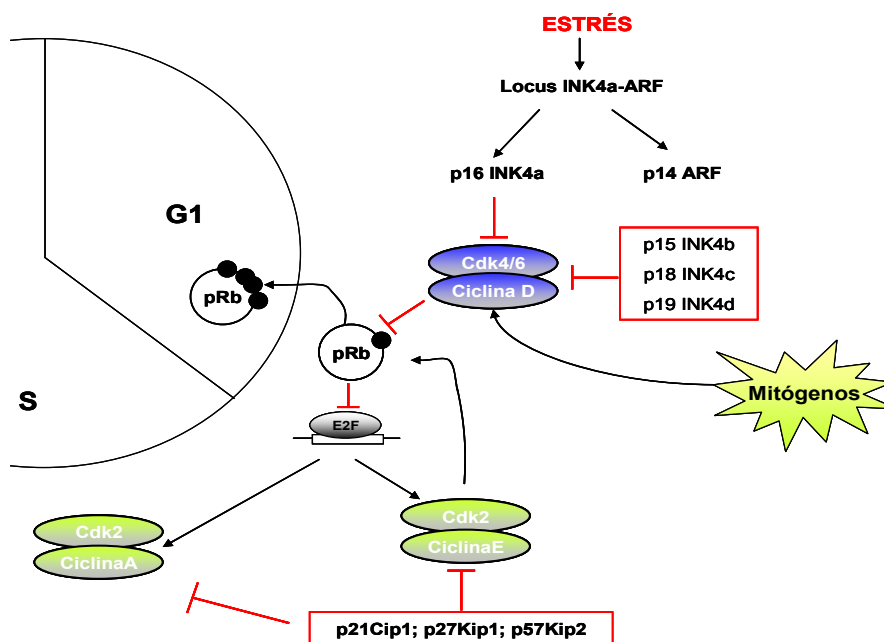 ESTRÉS
Locus INK4a-ARF
p16 INK4a
p14 ARF
G1
p15 INK4b
p18 INK4c
p19 INK4d
Cdk4/6
Ciclina D
pRb
pRb
Mitógenos
S
E2F
Cdk2
CiclinaA
Cdk2
CiclinaE
p21Cip1; p27Kip1; p57Kip2